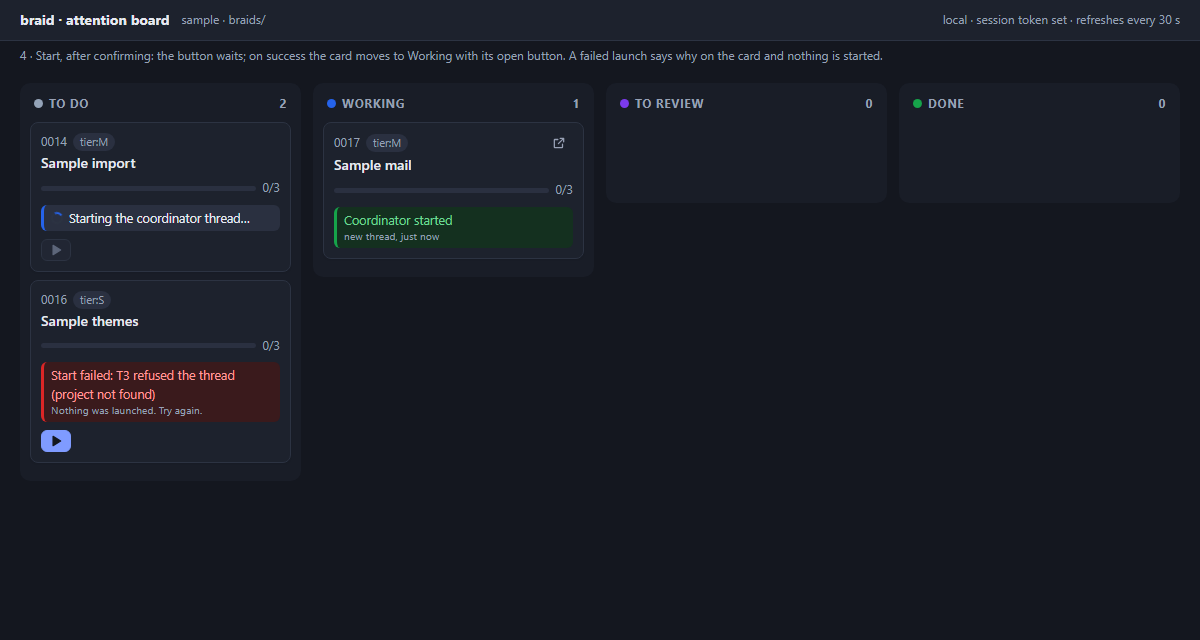 braid · attention board sample · braids/ local · session token set · refreshes every 30 s
4 · Start, after confirming: the button waits; on success the card moves to Working with its open button. A failed launch says why on the card and nothing is started.
TO DO 2
0014 tier:M
Sample import
0/3
Starting the coordinator thread...
0016 tier:S
Sample themes
0/3
Start failed: T3 refused the thread
(project not found)
Nothing was launched. Try again.
WORKING 1
0017 tier:M
Sample mail
0/3
Coordinator started
new thread, just now
TO REVIEW 0
DONE 0